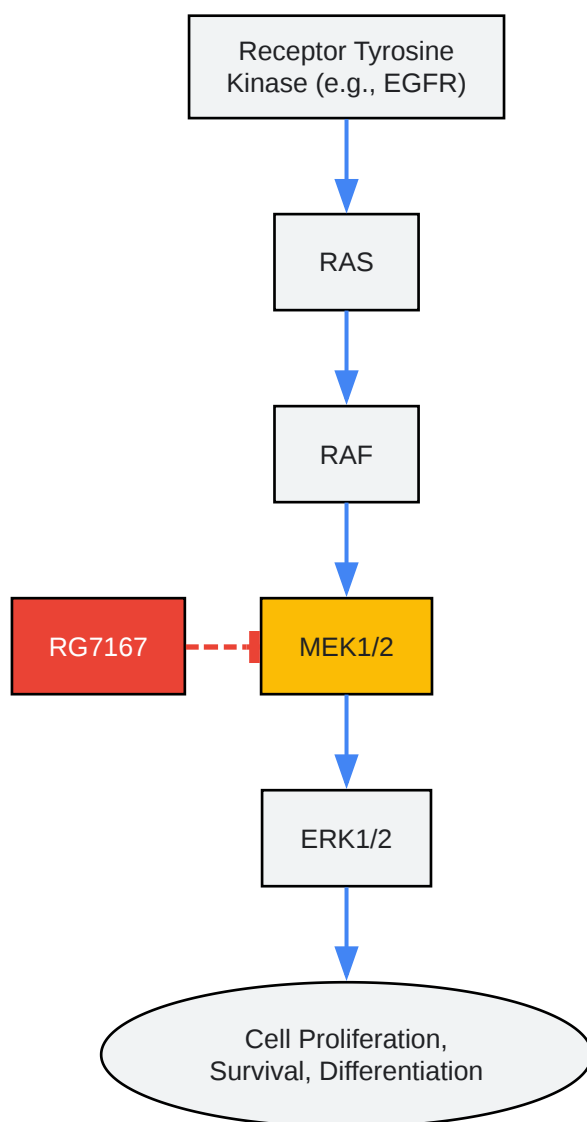 Receptor Tyrosine
Kinase (e.g., EGFR)
RAS
RAF
RG7167
MEK1/2
ERK1/2
Cell Proliferation,
Survival, Differentiation